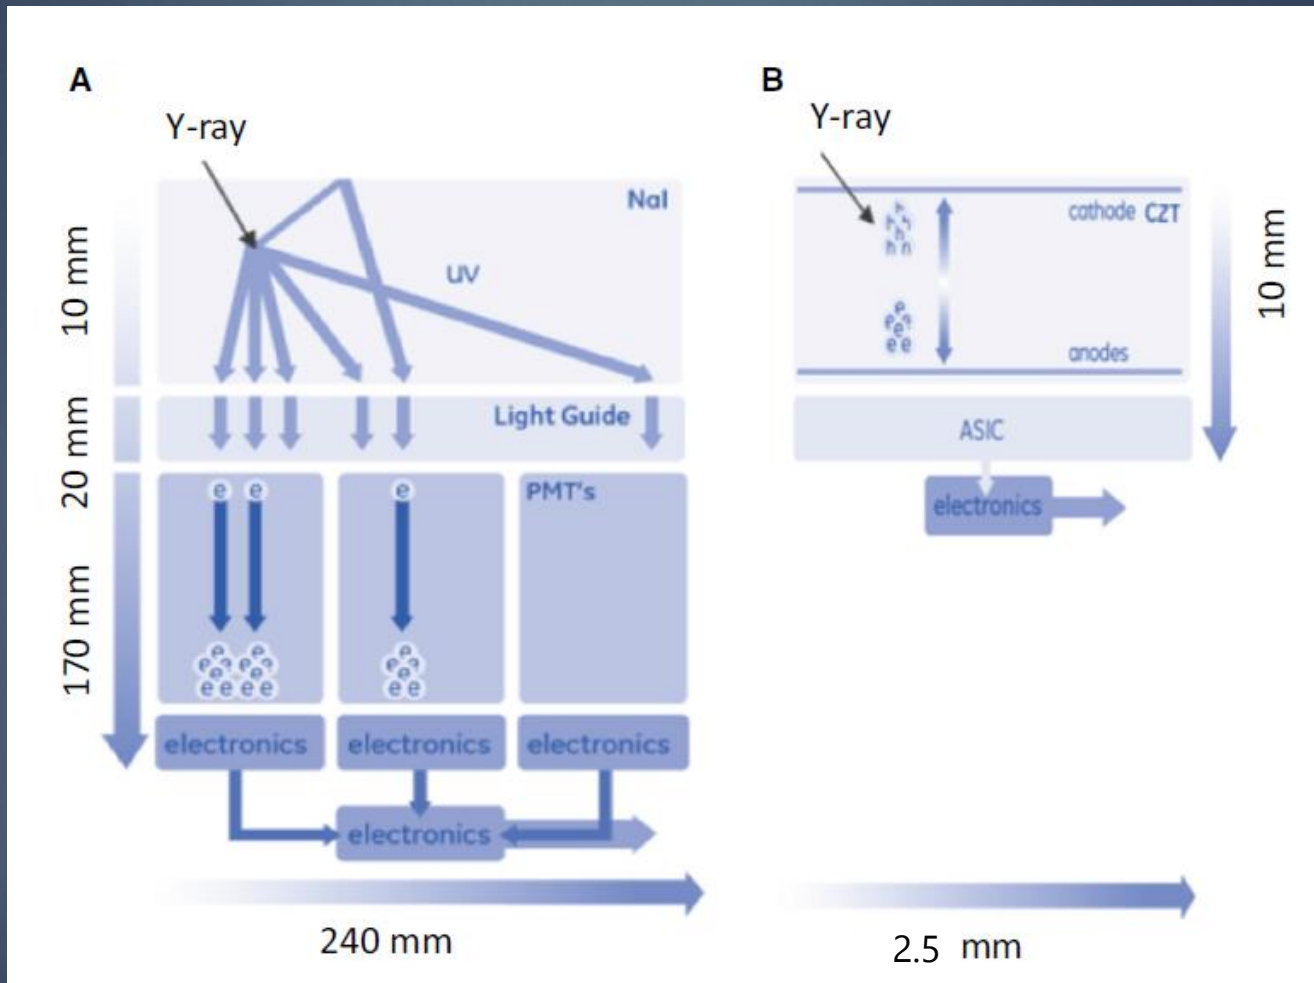 A
Y-ray
NaI
UV
10 mm
Light Guide
20 mm
e e
e
PMT's
170 mm
e e
e e e e
e e
e e e e
e
e e
e
e e
electronics electronics electronics
electronics
240 mm
B
Y-ray
cathode CZT
h
h h
h
h n
e
e e
e
e e
anodes
10 mm
ASIC
electronics
2.5 mm